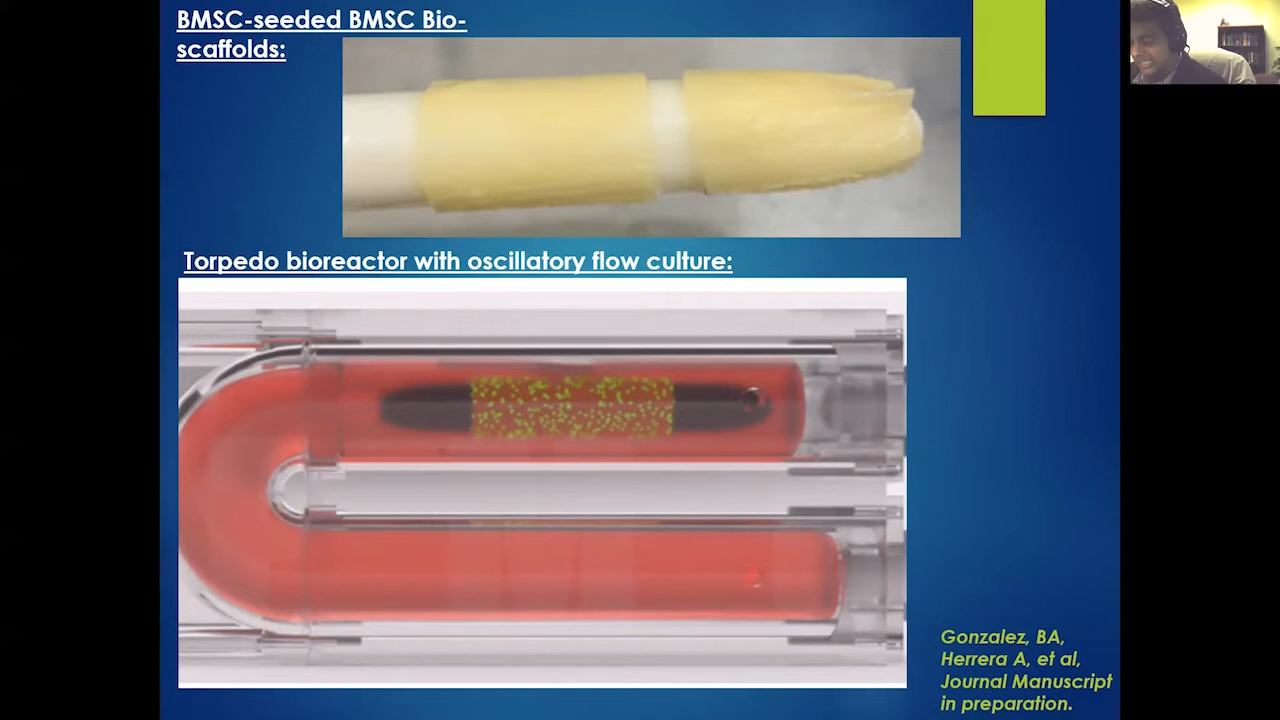 BMSC-seeded BMSC Bio-
scaffolds:
Torpedo bioreactor with oscillatory flow culture:
Gonzalez, BA,
Herrera A, et al,
Journal Manuscript
in preparation.